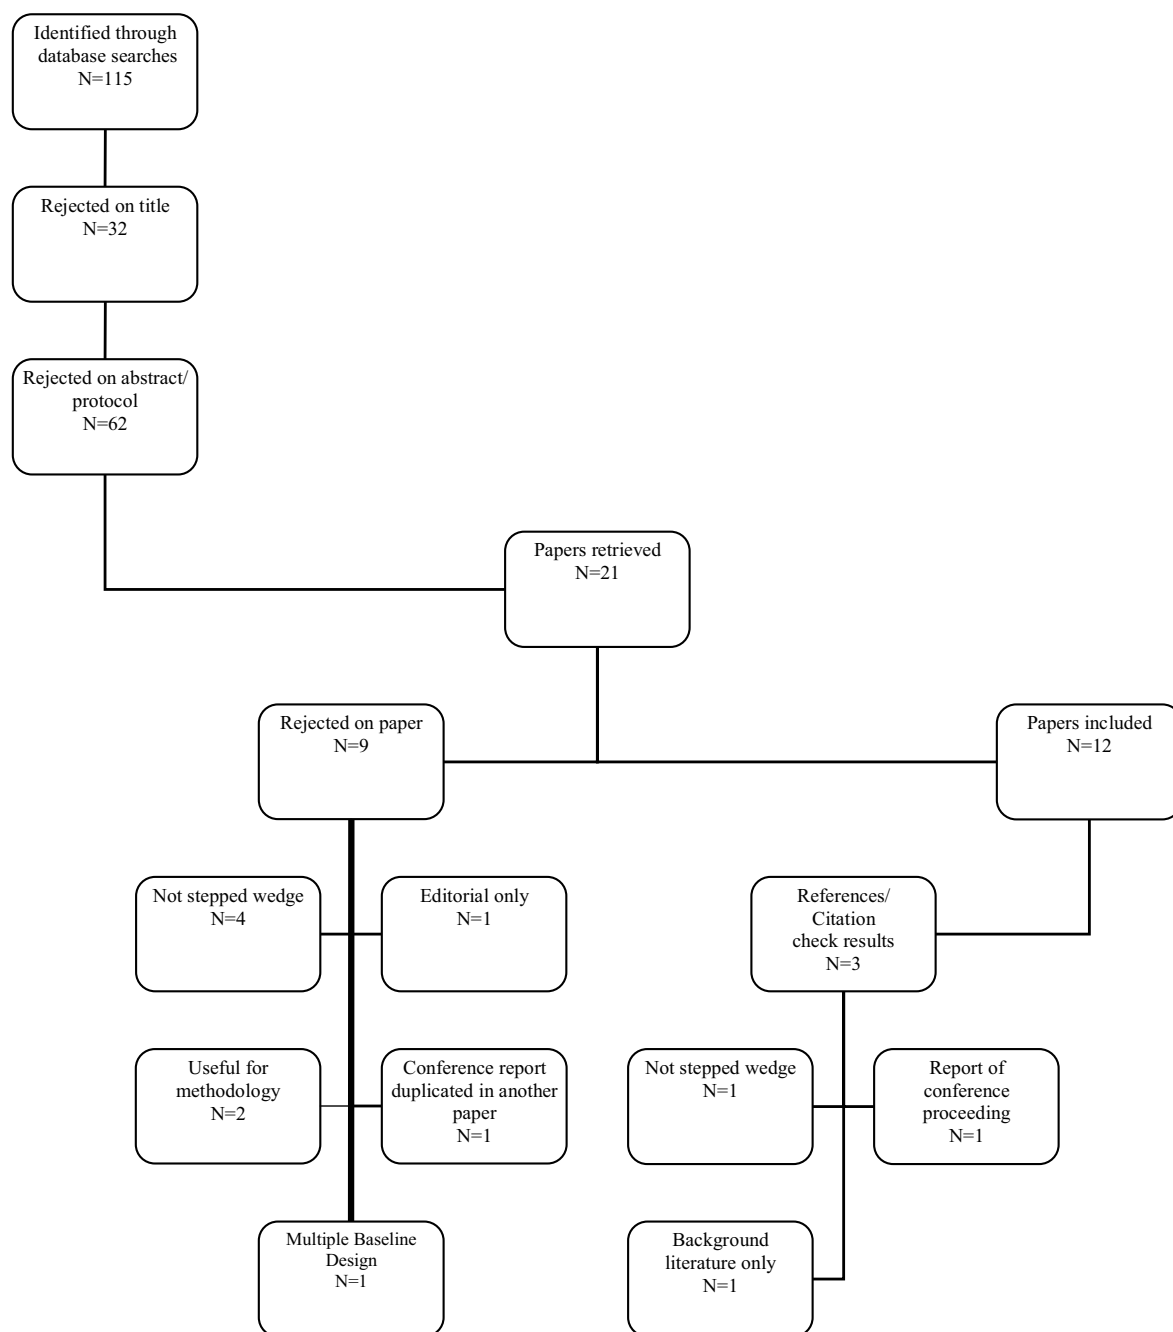 Identified through
database searches
N=115
Rejected on title
N=32
Rejected on abstract/
protocol
N=62
Papers retrieved
N=21
Rejected on paper
N=9
Papers included
N=12
Not stepped wedge
N=4
Editorial only
N=1
References/
Citation
check results
N=3
Useful for
methodology
N=2
Conference report
duplicated in another
paper
N=1
Not stepped wedge
N=1
Report of
conference
proceeding
N=1
Multiple Baseline
Design
N=1
Background
literature only
N=1